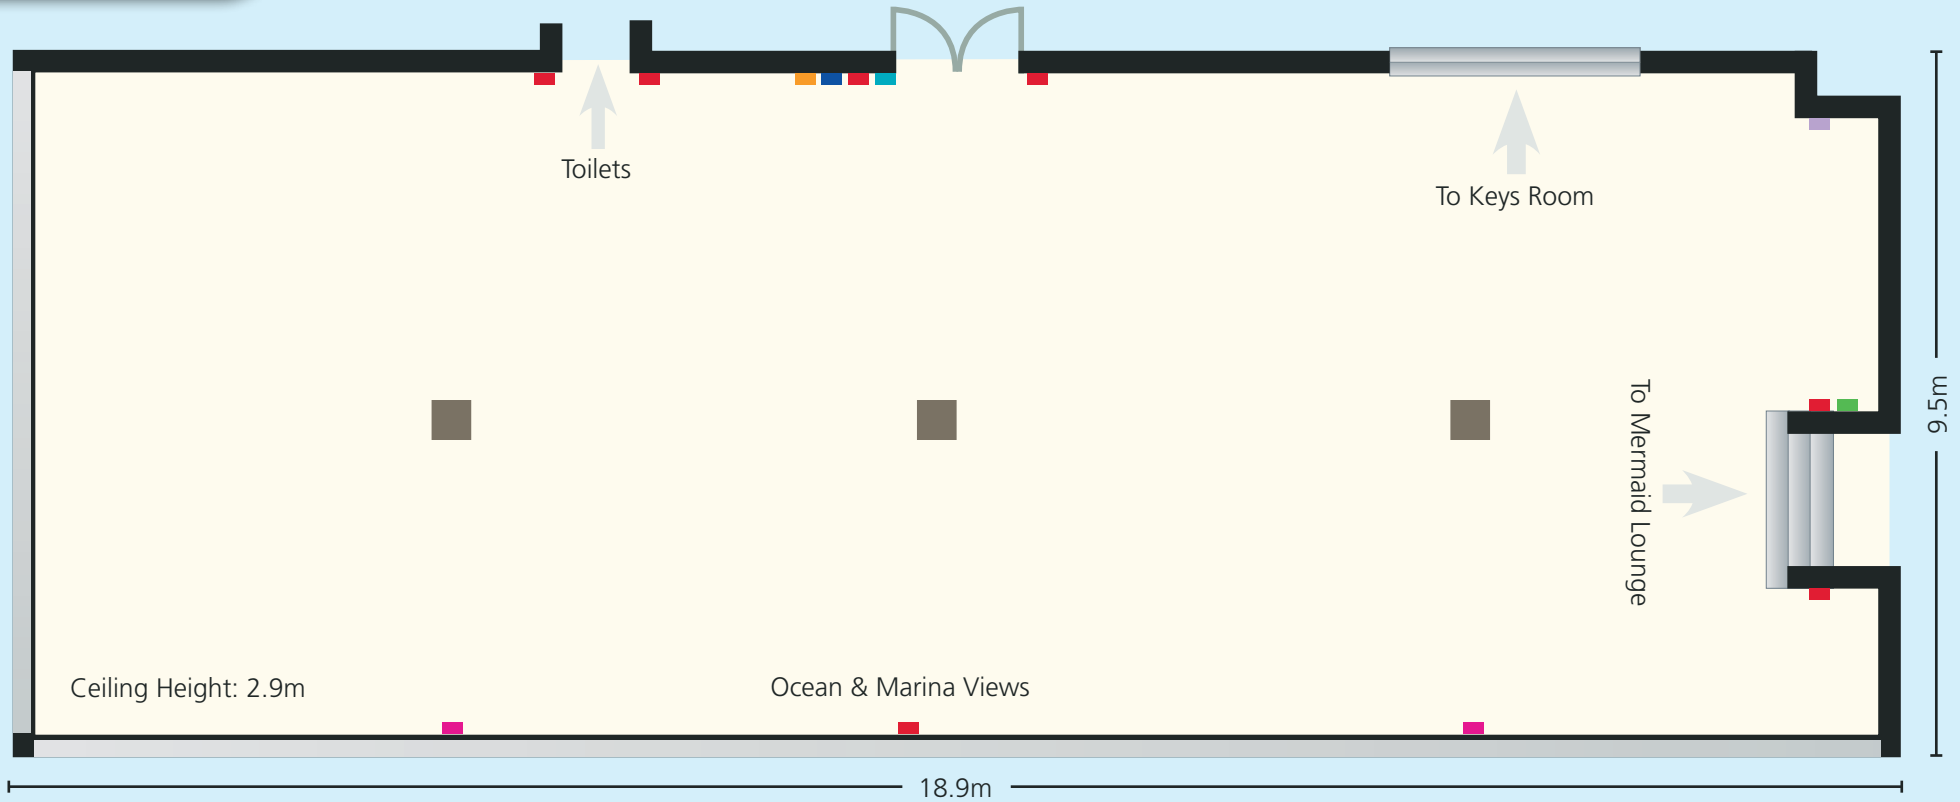 Toilets
To Keys Room
To Mermaid Lounge
9.5m
Ceiling Height: 2.9m
Ocean & Marina Views
18.9m